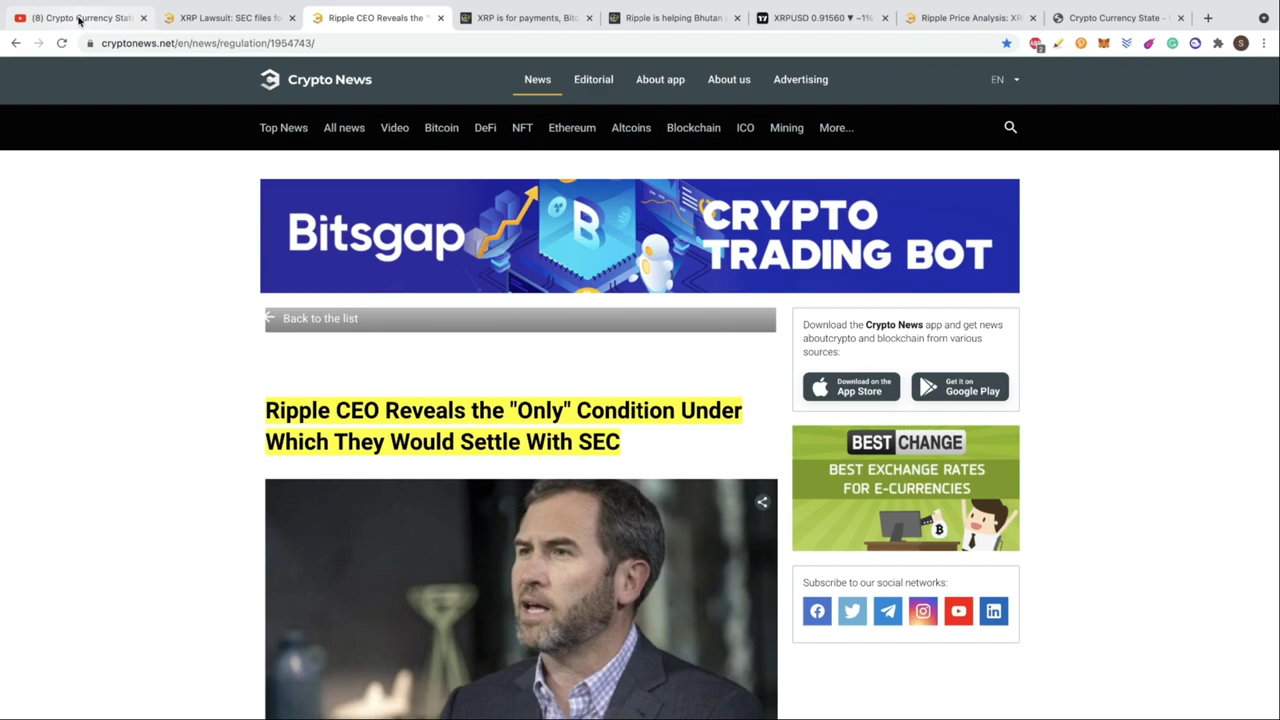 (8) Crypto Currency State
XRP Lawsuit: SEC files fo
Ripple CEO Reveals the "
XRP is for payments, Bitc
Ripple is helping Bhutan
XRPUSD 0.91560 ▼ −1%
Ripple Price Analysis: XR
Crypto Currency State -
cryptonews.net/en/news/regulation/1954743/
2
S
Crypto News
News
Editorial
About app
About us
Advertising
EN
Top News
All news
Video
Bitcoin
DeFi
NFT
Ethereum
Altcoins
Blockchain
ICO
Mining
More...
Bitsgap
CRYPTO
TRADING BOT
Back to the list
Ripple CEO Reveals the "Only" Condition Under
Which They Would Settle With SEC
Download the Crypto News app and get news
aboutcrypto and blockchain from various
sources:
Download on the
App Store
Get it on
Google Play
BEST CHANGE
BEST EXCHANGE RATES
FOR E-CURRENCIES
Subscribe to our social networks: